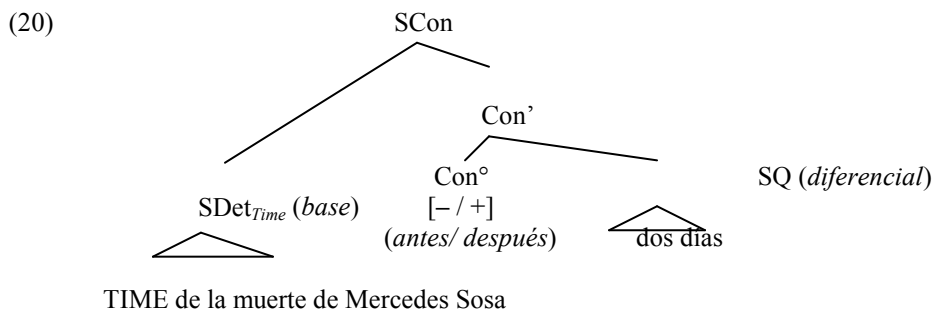 (20) SCon
Con’
Con° SQ (diferencial)
SDetTime (base) [– / +]
(antes/ después) dos días
TIME de la muerte de Mercedes Sosa